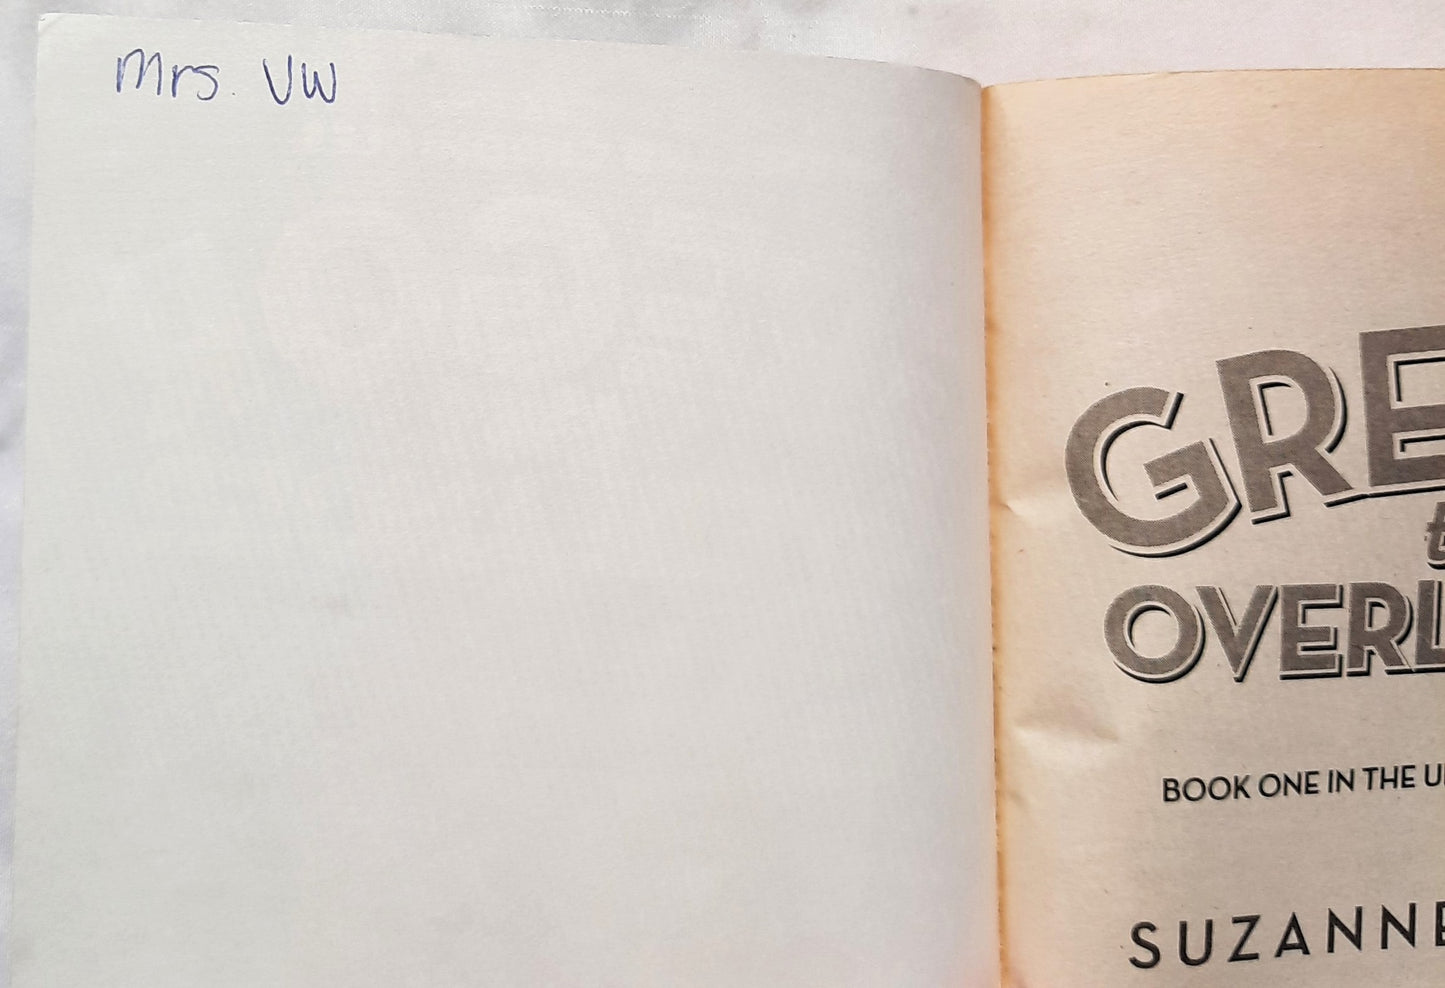 Mrs. VW
GRE
t
OVERL
BOOK ONE IN THE U
SUZANNE